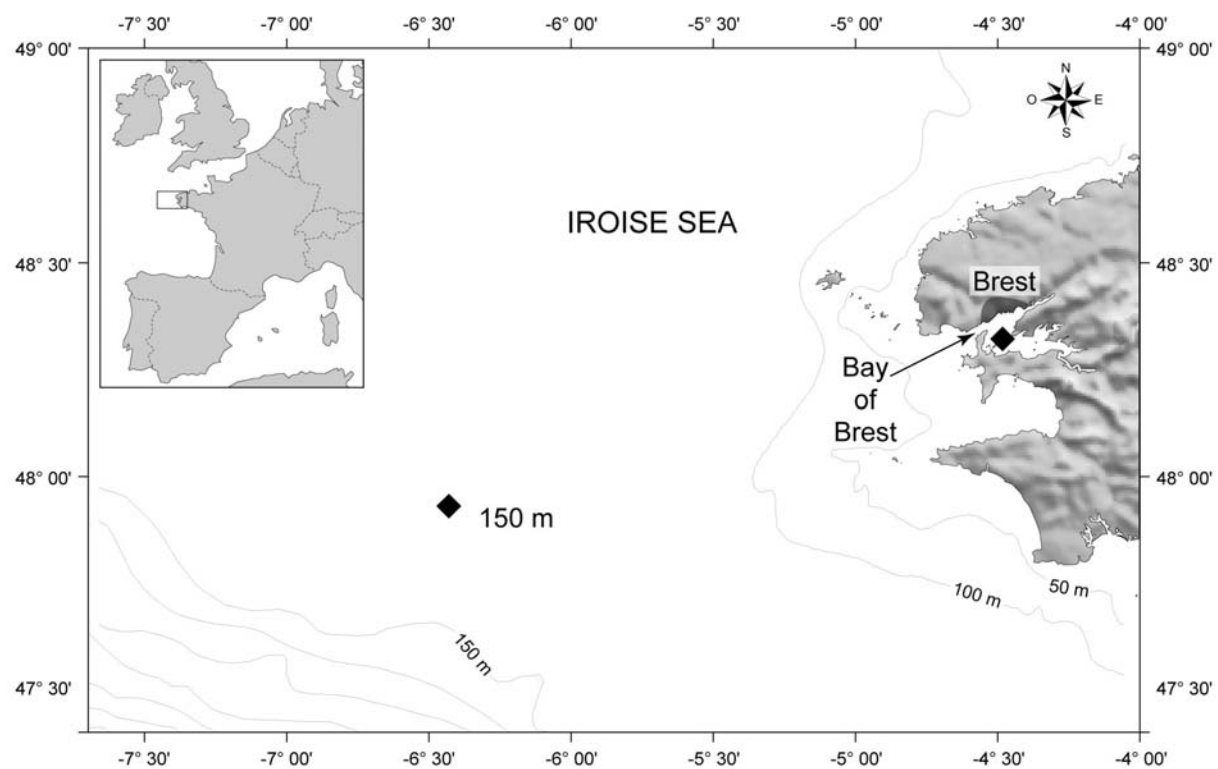 -7° 30' -7° 00' -6° 30' -6° 00' -5° 30' -5° 00' -4° 30' -4° 00'
49° 00' 49° 00'
N
O E
S
IROISE SEA
48° 30' 48° 30'
Brest
Bay
of
Brest
48° 00' 48° 00'
150 m
50 m
100 m
150 m
47° 30' 47° 30'
-7° 30' -7° 00' -6° 30' -6° 00' -5° 30' -5° 00' -4° 30' -4° 00'